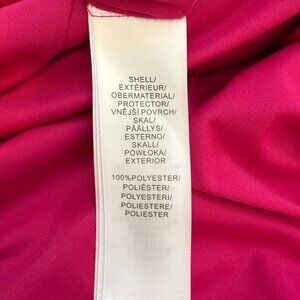 SHELL/
EXTÉRIEUR/
OBERMATERIAL/
PROTECTOR/
VNĚJŠÍ POVRCH/
SKAL/
PÄÄLLYS/
ESTERNO/
SKALL/
POWŁOKA/
EXTERIOR
100%POLYESTER/
POLIÉSTER/
POLYESTERI/
POLIESTERE/
POLIESTER